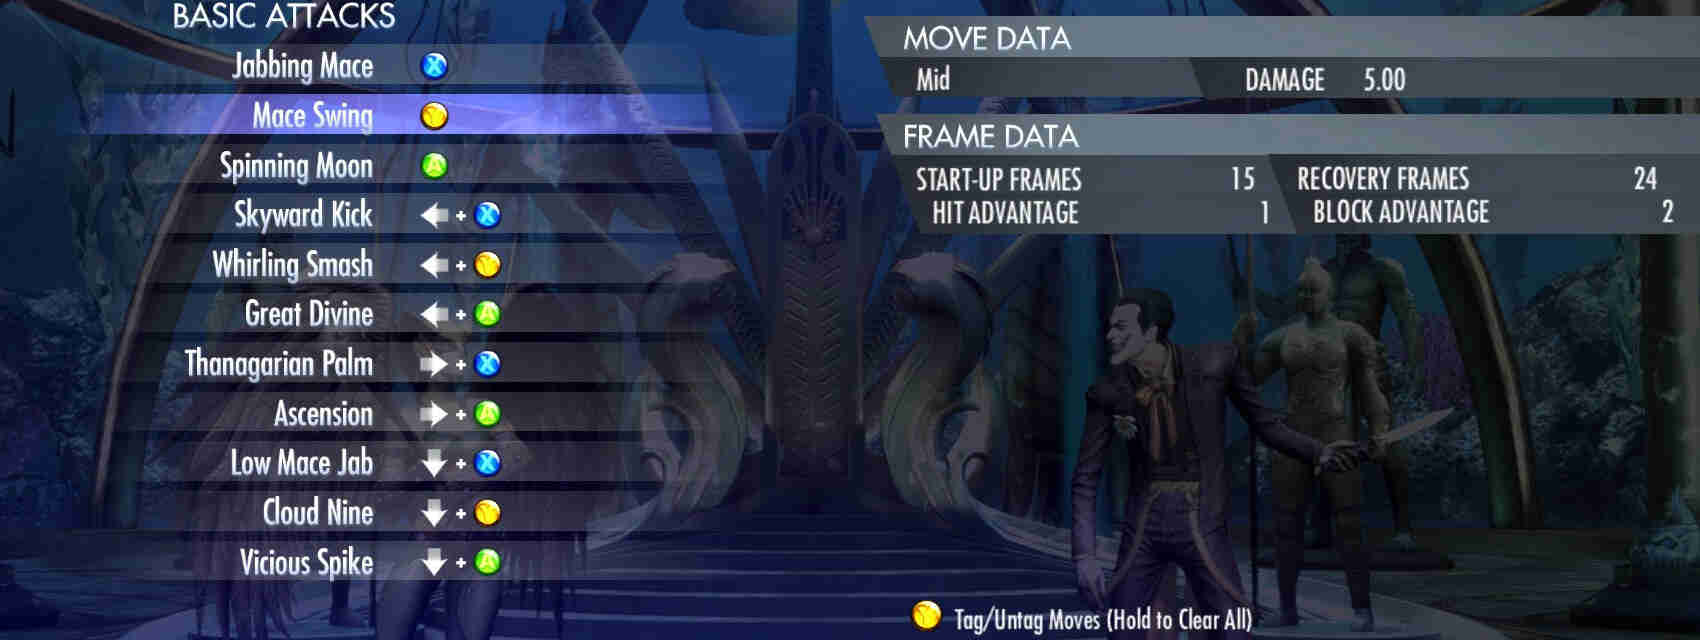 BASIC ATTACKS
Jabbing Mace X
Mace Swing Y
Spinning Moon A
Skyward Kick + X
Whirling Smash + Y
Great Divine + A
Thanagarian Palm + X
Ascension + A
Low Mace Jab + X
Cloud Nine + Y
Vicious Spike + A
MOVE DATA
Mid DAMAGE 5.00
FRAME DATA
START-UP FRAMES 15 RECOVERY FRAMES 24
HIT ADVANTAGE 1 BLOCK ADVANTAGE 2
Y Tag/Untag Moves (Hold to Clear All)